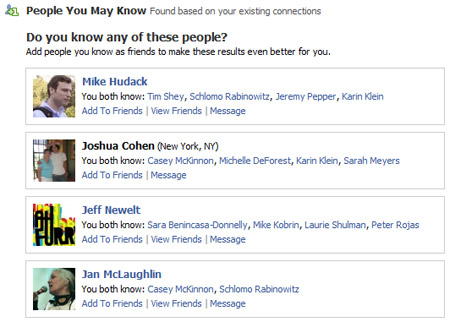 People You May Know Found based on your existing connections
Do you know any of these people?
Add people you know as friends to make these results even better for you.
Mike Hudack
You both know: Tim Shey, Schlomo Rabinowitz, Jeremy Pepper, Karin Klein
Add To Friends | View Friends | Message
Joshua Cohen (New York, NY)
You both know: Casey McKinnon, Michelle DeForest, Karin Klein, Sarah Meyers
Add To Friends | Message
Jeff Newelt
You both know: Sara Benincasa-Donnelly, Mike Kobrin, Laurie Shulman, Peter Rojas
Add To Friends | View Friends | Message
Jan McLaughlin
You both know: Casey McKinnon, Schlomo Rabinowitz
Add To Friends | View Friends | Message